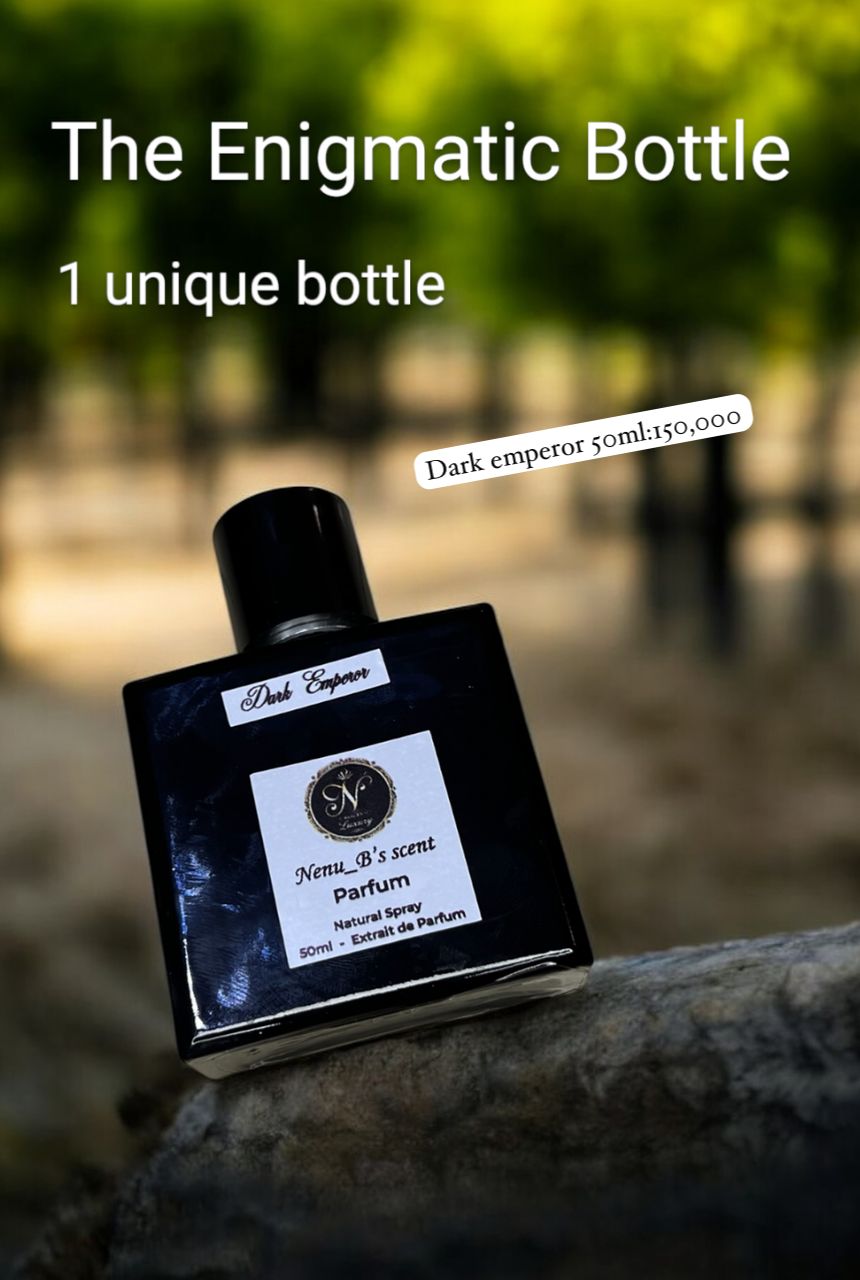 The Enigmatic Bottle
1 unique bottle
Dark emperor 50ml:150,000
Dark Emperor
N
Luxury
Nenu_B's scent
Parfum
Natural Spray
50ml - Extrait de Parfum